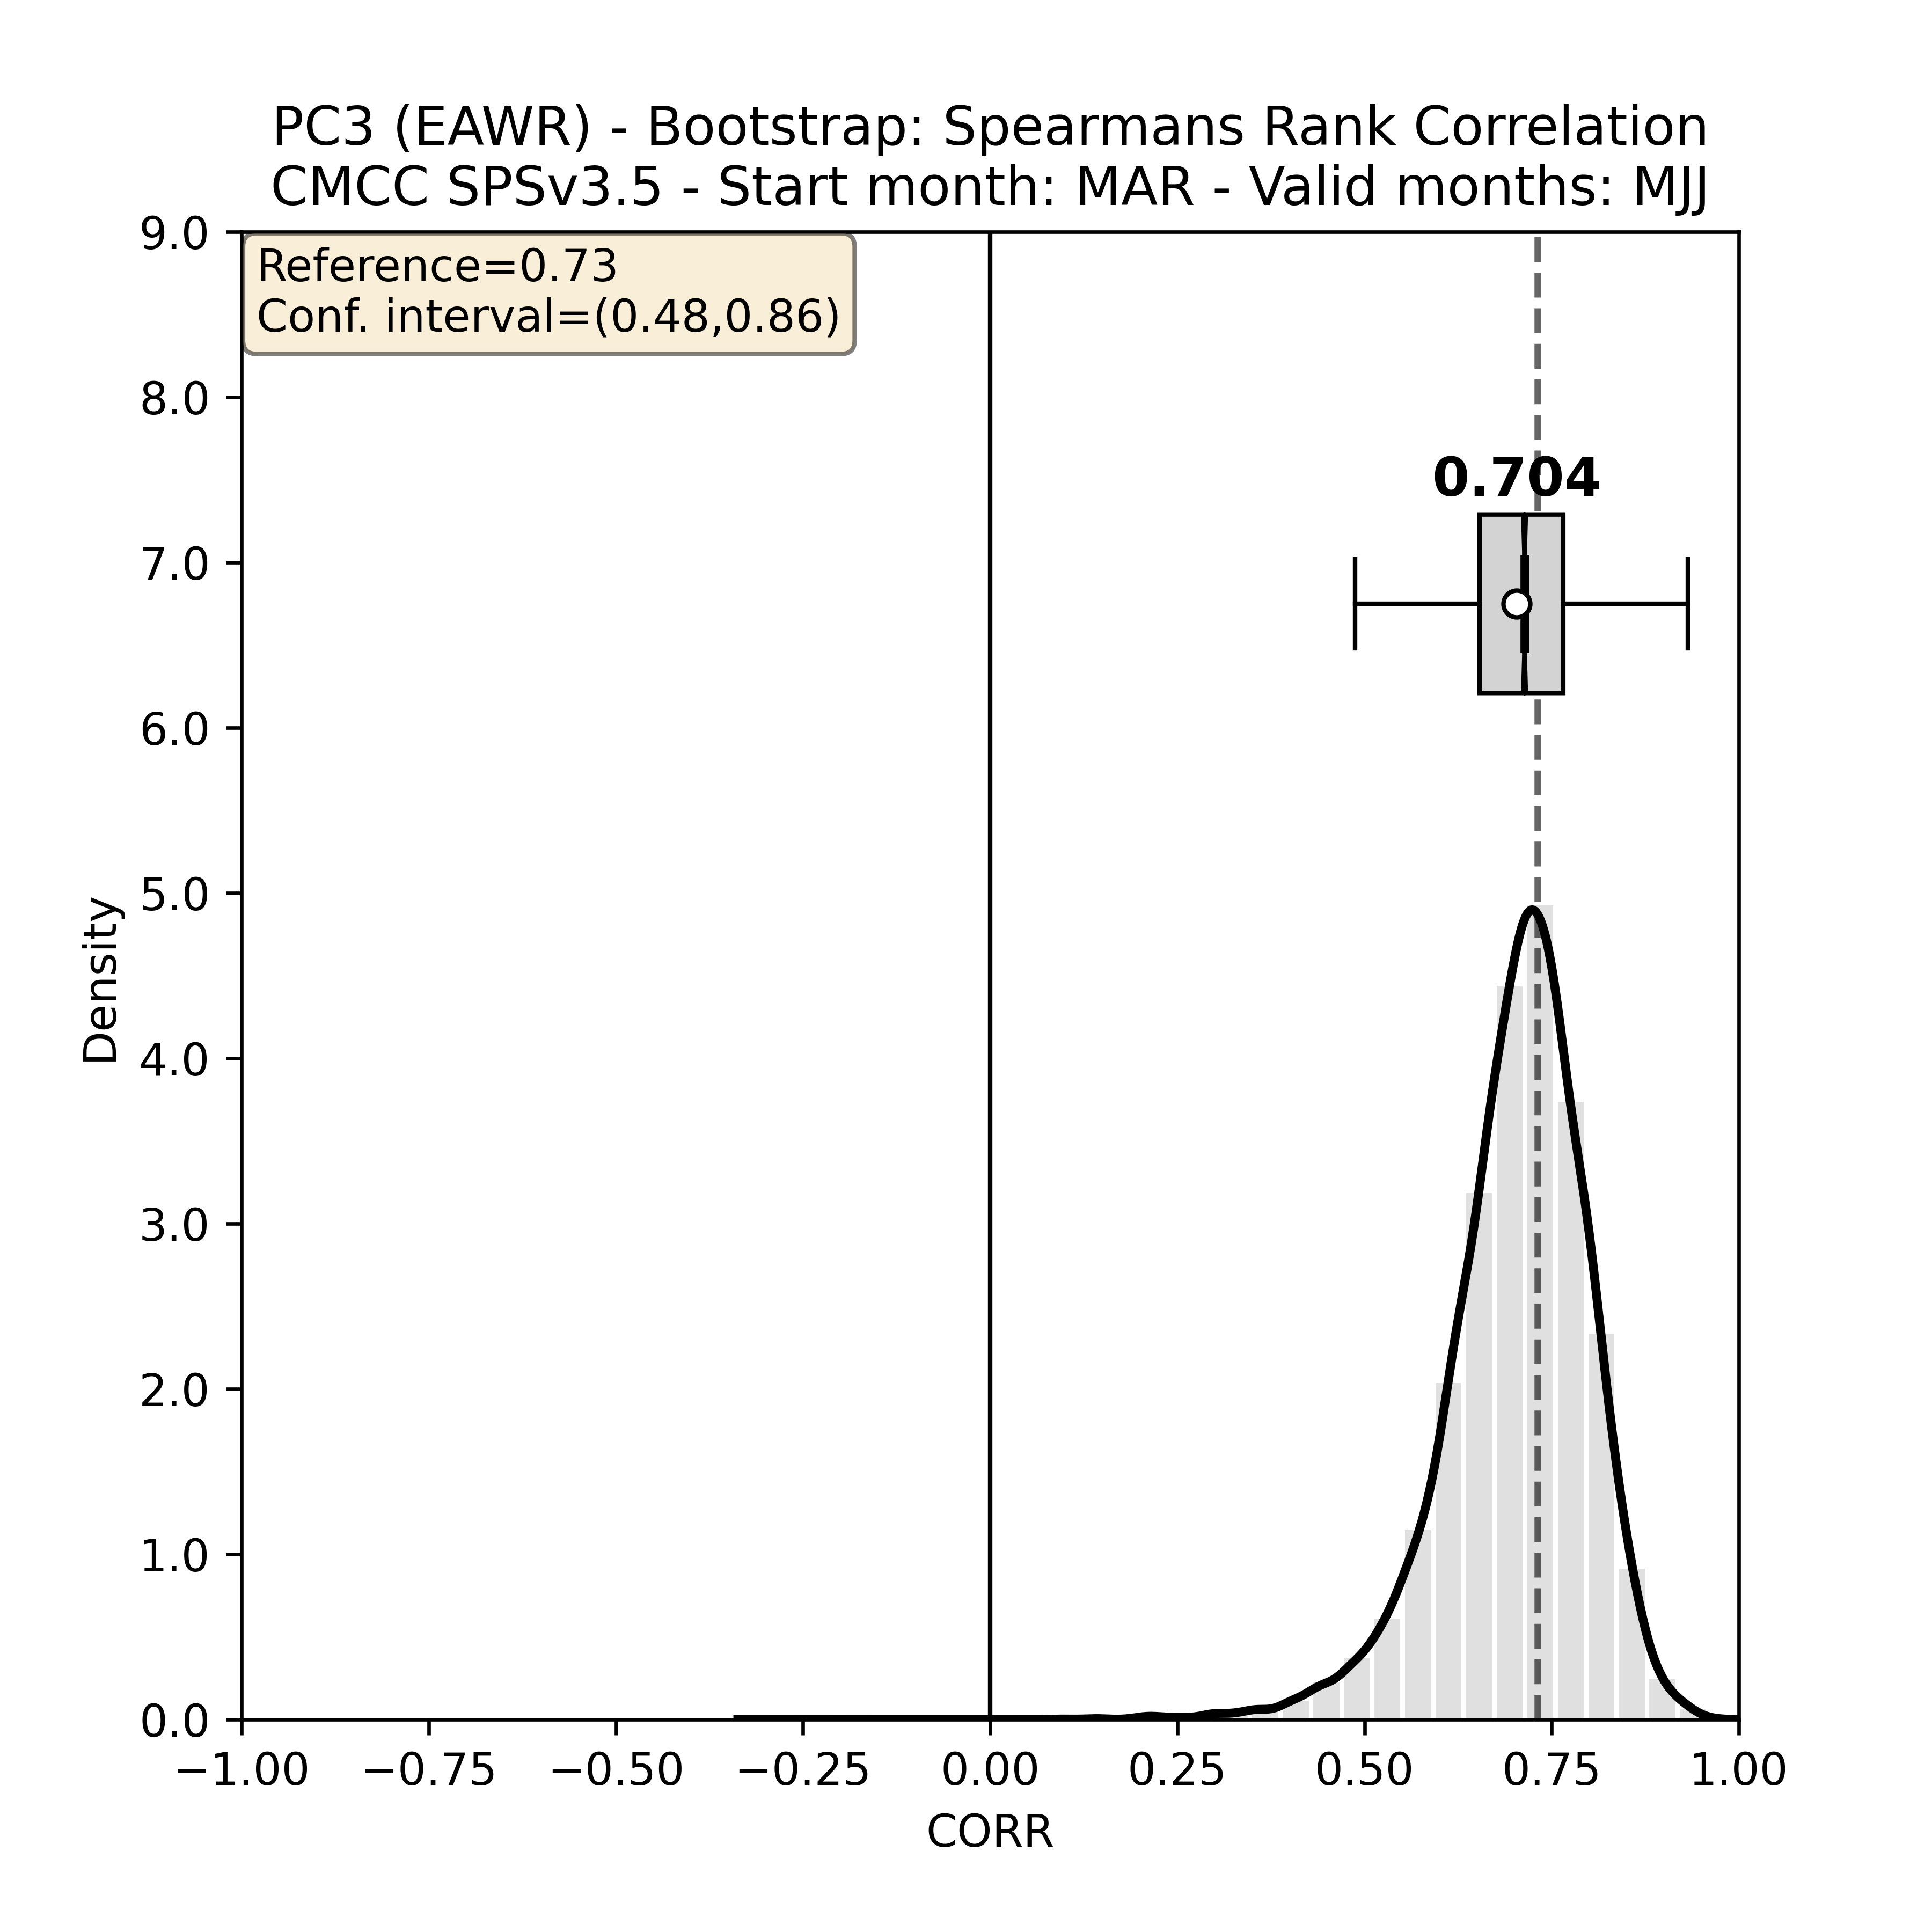 PC3 (EAWR) - Bootstrap: Spearmans Rank Correlation
CMCC SPSv3.5 - Start month: MAR - Valid months: MJJ
Reference=0.73
Conf. interval=(0.48,0.86)
0.704
9.0
8.0
7.0
6.0
5.0
4.0
3.0
2.0
1.0
0.0
Density
−1.00 −0.75 −0.50 −0.25 0.00 0.25 0.50 0.75 1.00
CORR